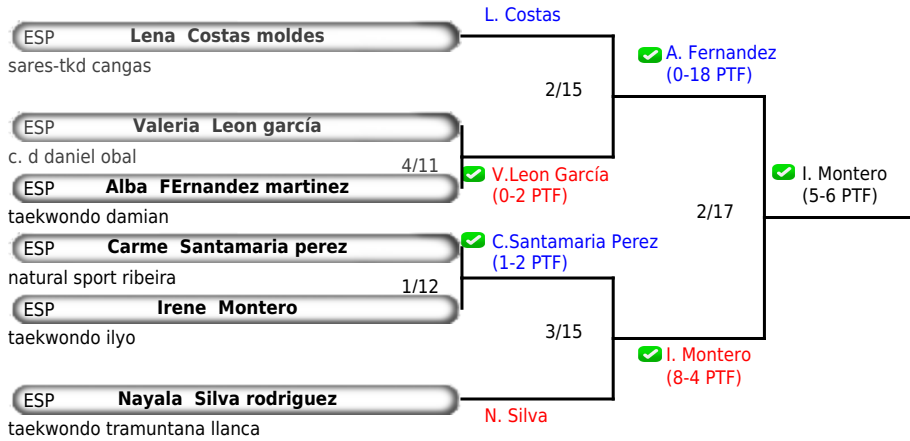 L. Costas
ESP Lena Costas moldes
sares-tkd cangas
2/15
A. Fernandez
(0-18 PTF)
ESP Valeria Leon garcía
c. d daniel obal
4/11
V.Leon García
(0-2 PTF)
ESP Alba FErnandez martinez
taekwondo damian
I. Montero
(5-6 PTF)
2/17
ESP Carme Santamaria perez
natural sport ribeira
C.Santamaria Perez
(1-2 PTF)
1/12
ESP Irene Montero
taekwondo ilyo
3/15
I. Montero
(8-4 PTF)
ESP Nayala Silva rodriguez
taekwondo tramuntana llanca
N. Silva